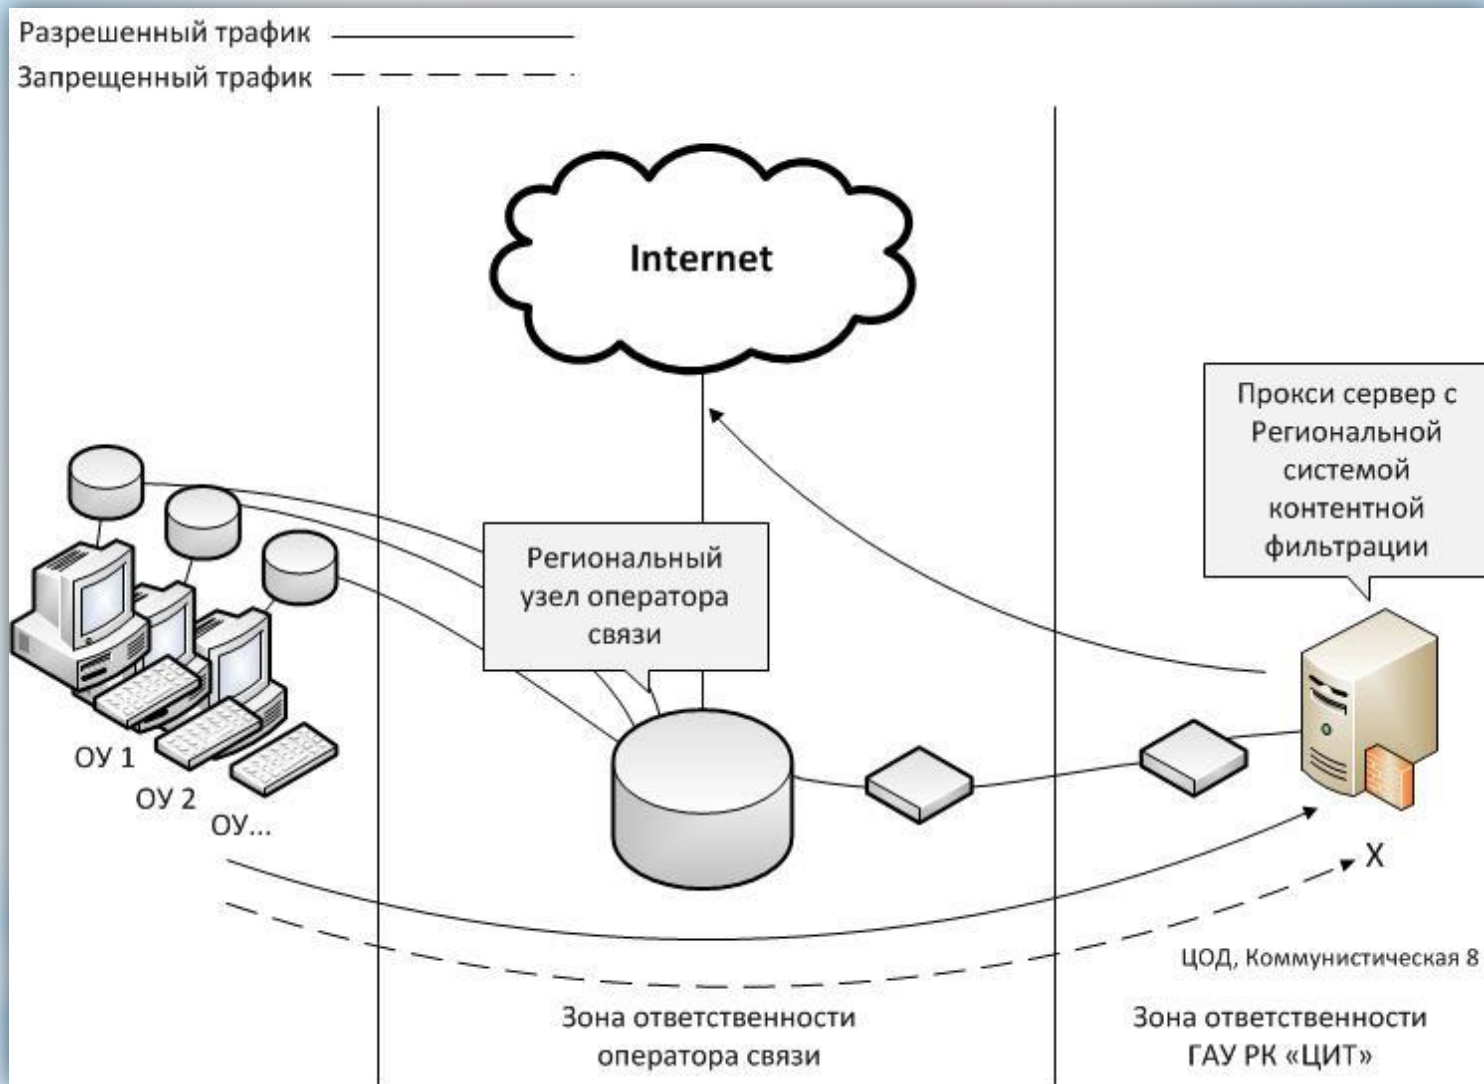 Разрешенный трафик
Запрещенный трафик
Internet
Прокси сервер с
Региональной
системой
контентной
фильтрации
Региональный
узел оператора
связи
ОУ 1
ОУ 2
ОУ...
X
ЦОД, Коммунистическая 8
Зона ответственности
оператора связи
Зона ответственности
ГАУ РК «ЦИТ»